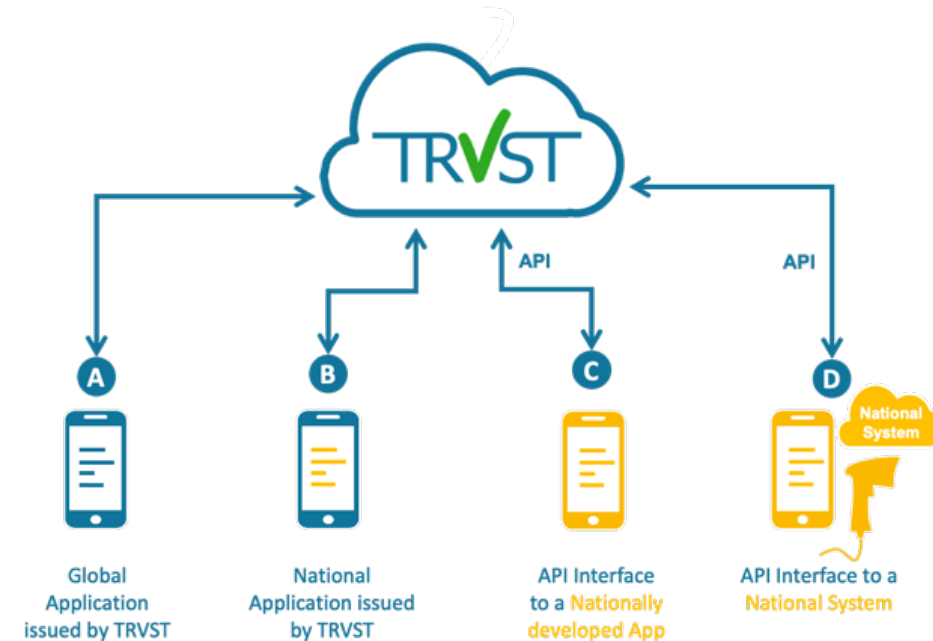 TRVST
API
API
A
B
C
D
National
System
Global
Application
issued by TRVST
National
Application issued
by TRVST
API Interface
to a Nationally
developed App
API Interface to a
National System